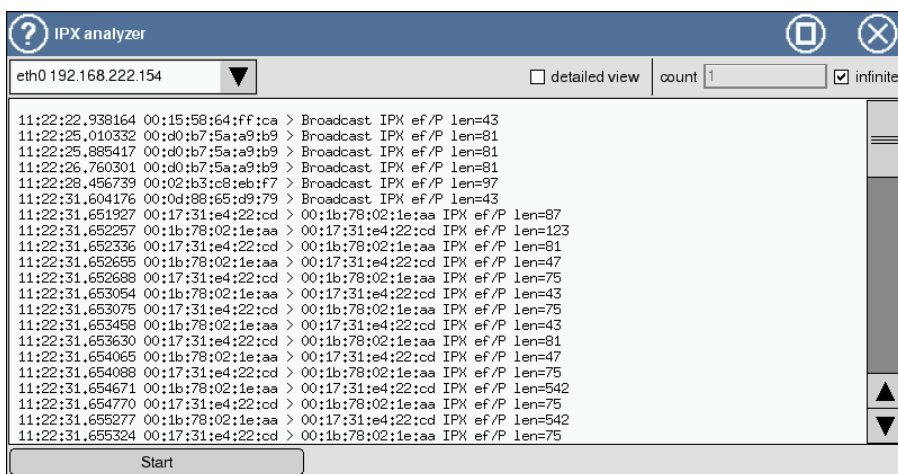 IPX analyzer
eth0 192.168.222.154 detailed view count 1 infinite
11:22:22.938164 00:15:58:64:ff:ca > Broadcast IPX ef/P len=43
11:22:25.010332 00:d0:b7:5a:a9:b9 > Broadcast IPX ef/P len=81
11:22:25.885417 00:d0:b7:5a:a9:b9 > Broadcast IPX ef/P len=81
11:22:26.760301 00:d0:b7:5a:a9:b9 > Broadcast IPX ef/P len=81
11:22:28.456739 00:02:b3:c8:eb:f7 > Broadcast IPX ef/P len=97
11:22:31.604176 00:0d:88:65:d9:79 > Broadcast IPX ef/P len=43
11:22:31.651927 00:17:31:e4:22:cd > 00:1b:78:02:1e:aa IPX ef/P len=87
11:22:31.652257 00:1b:78:02:1e:aa > 00:17:31:e4:22:cd IPX ef/P len=123
11:22:31.652336 00:17:31:e4:22:cd > 00:1b:78:02:1e:aa IPX ef/P len=81
11:22:31.652655 00:1b:78:02:1e:aa > 00:17:31:e4:22:cd IPX ef/P len=47
11:22:31.652688 00:17:31:e4:22:cd > 00:1b:78:02:1e:aa IPX ef/P len=75
11:22:31.653054 00:1b:78:02:1e:aa > 00:17:31:e4:22:cd IPX ef/P len=43
11:22:31.653075 00:17:31:e4:22:cd > 00:1b:78:02:1e:aa IPX ef/P len=75
11:22:31.653458 00:1b:78:02:1e:aa > 00:17:31:e4:22:cd IPX ef/P len=43
11:22:31.653630 00:17:31:e4:22:cd > 00:1b:78:02:1e:aa IPX ef/P len=81
11:22:31.654065 00:1b:78:02:1e:aa > 00:17:31:e4:22:cd IPX ef/P len=47
11:22:31.654088 00:17:31:e4:22:cd > 00:1b:78:02:1e:aa IPX ef/P len=75
11:22:31.654671 00:1b:78:02:1e:aa > 00:17:31:e4:22:cd IPX ef/P len=542
11:22:31.654770 00:17:31:e4:22:cd > 00:1b:78:02:1e:aa IPX ef/P len=75
11:22:31.655277 00:1b:78:02:1e:aa > 00:17:31:e4:22:cd IPX ef/P len=542
11:22:31.655324 00:17:31:e4:22:cd > 00:1b:78:02:1e:aa IPX ef/P len=75
Start